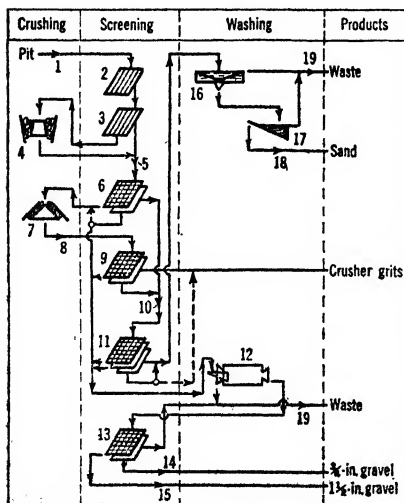 Crushing Screening Washing Products
Pit
1
2
19
Waste
16
3
4
17
5
18
Sand
6
7
8
9
Crusher grits
10
11
12
19
Waste
13
14
¾-in. gravel
15
1½-in. gravel